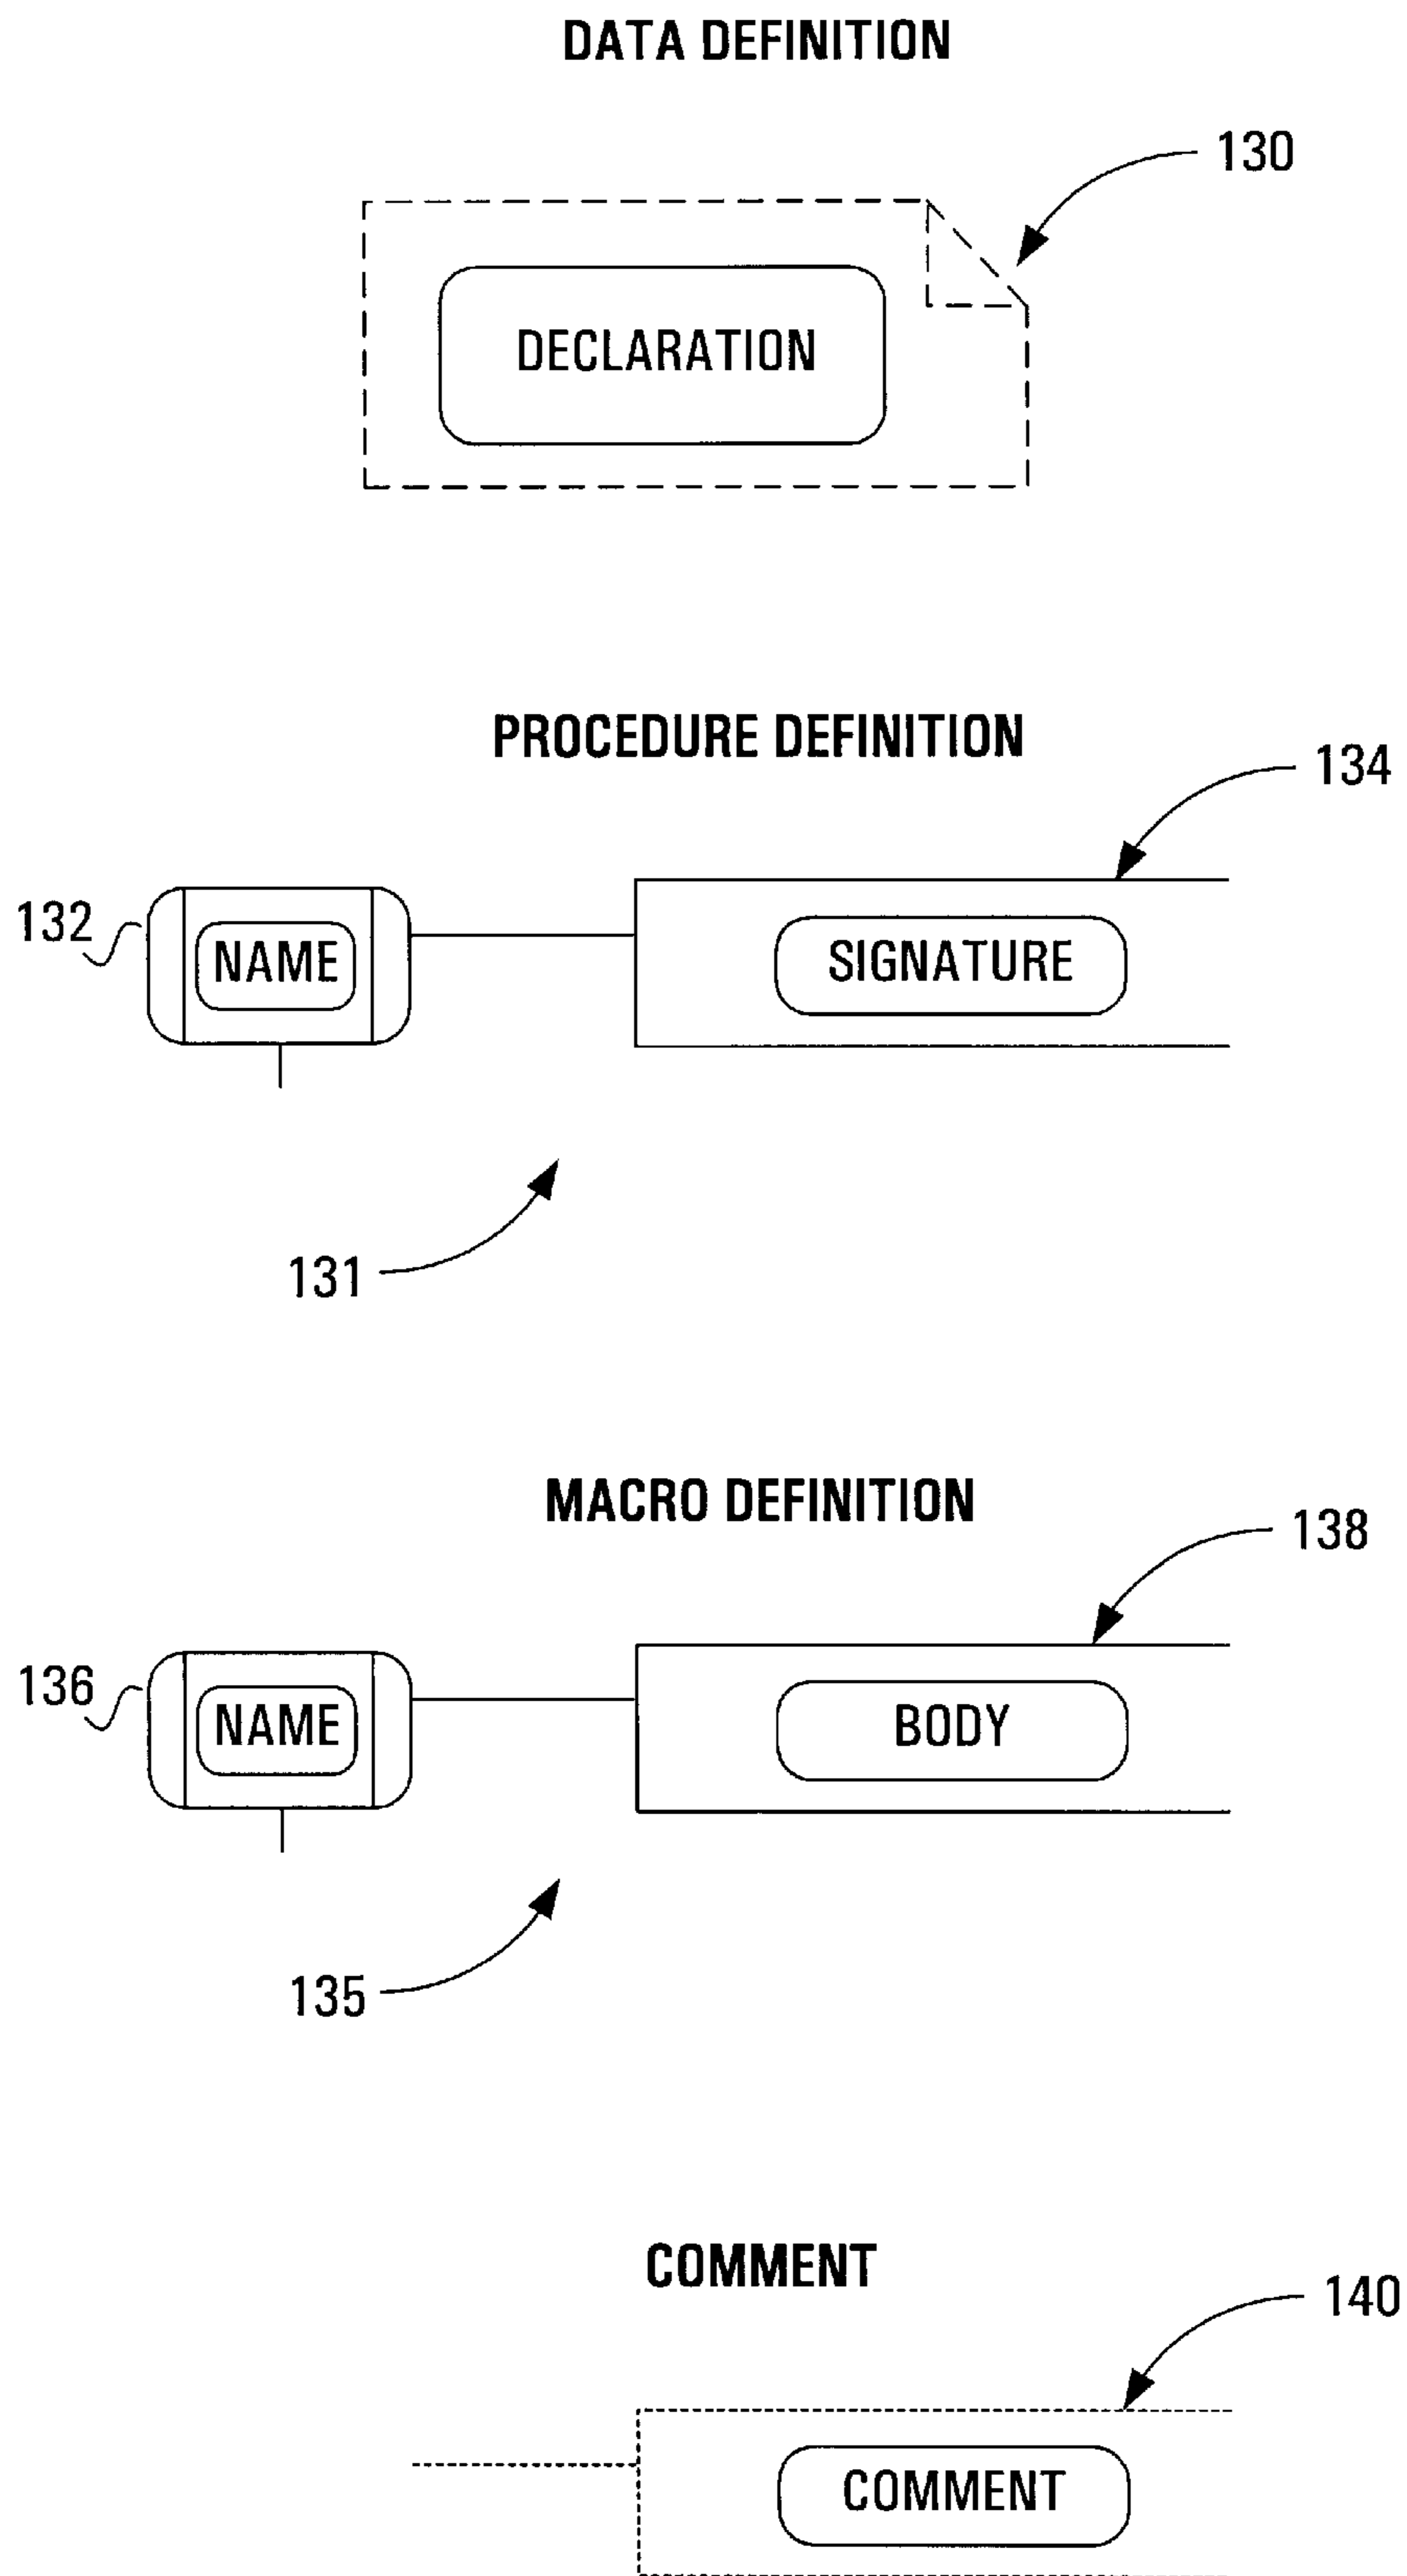 DATA DEFINITION
130
DECLARATION
PROCEDURE DEFINITION
134
132
NAME
SIGNATURE
131
MACRO DEFINITION
138
136
NAME
BODY
135
COMMENT
140
COMMENT